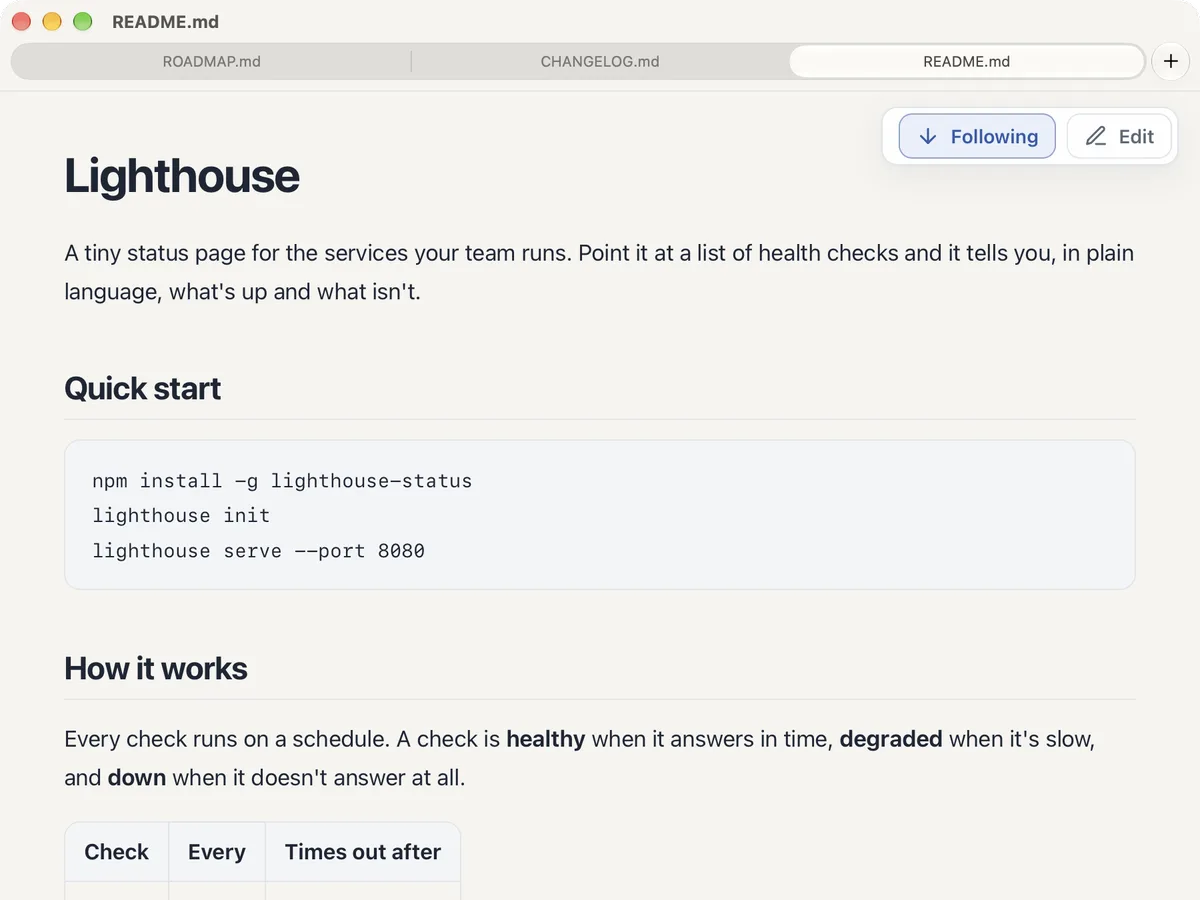 README.md
ROADMAP.md
CHANGELOG.md
README.md
+
Following
Edit
Lighthouse
A tiny status page for the services your team runs. Point it at a list of health checks and it tells you, in plain
language, what's up and what isn't.
Quick start
npm install -g lighthouse-status
lighthouse init
lighthouse serve --port 8080
How it works
Every check runs on a schedule. A check is healthy when it answers in time, degraded when it's slow,
and down when it doesn't answer at all.
Check
Every
Times out after